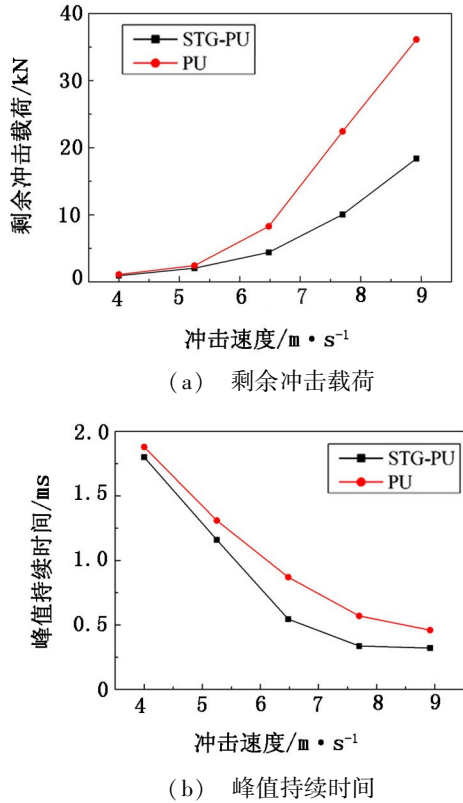 40
30
20
10
0
剩余冲击载荷/kN
STG-PU
PU
4 5 6 7 8 9
冲击速度/m·s⁻¹
(a) 剩余冲击载荷
2.0
1.5
1.0
0.5
0
峰值持续时间/ms
STG-PU
PU
4 5 6 7 8 9
冲击速度/m·s⁻¹
(b) 峰值持续时间